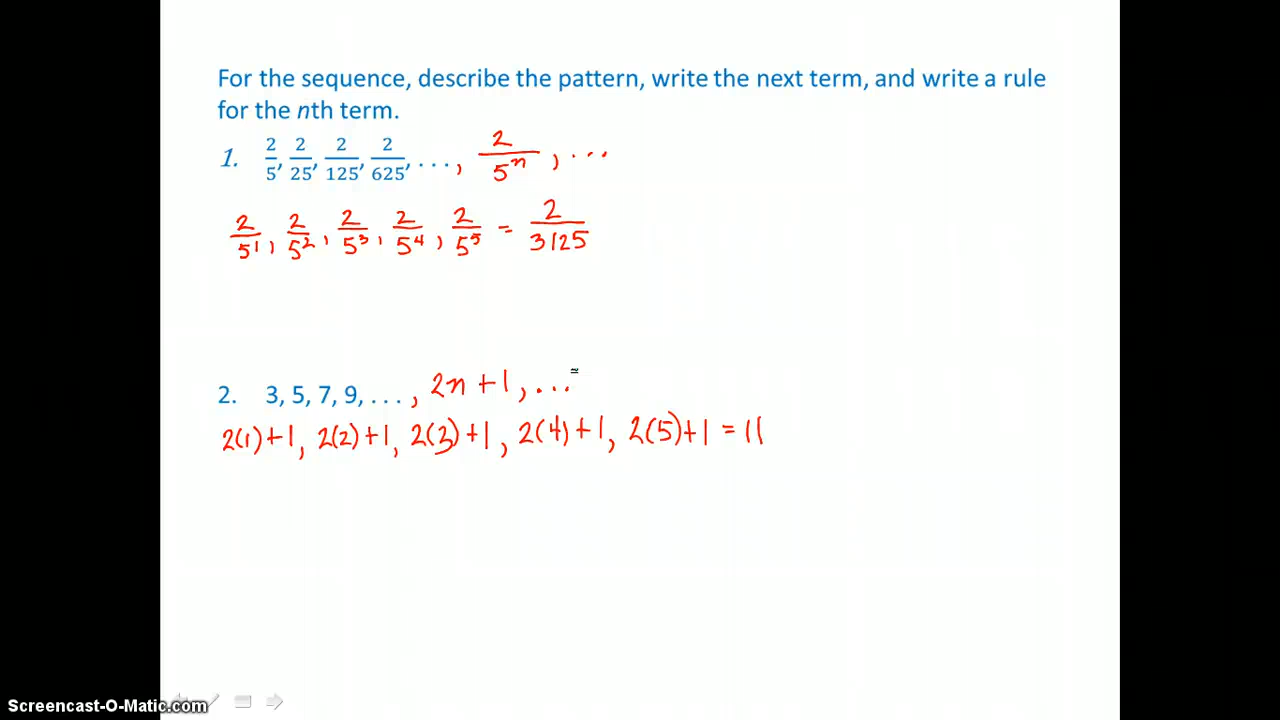 For the sequence, describe the pattern, write the next term, and write a rule
for the nth term.
1. 2/5, 2/25, 2/125, 2/625, . . . , 2/5^n, ...
2/5^1, 2/5^2, 2/5^3, 2/5^4, 2/5^5 = 2/3125
2. 3, 5, 7, 9, . . . , 2n+1, ...
2(1)+1, 2(2)+1, 2(3)+1, 2(4)+1, 2(5)+1 = 11
Screencast-O-Matic.com